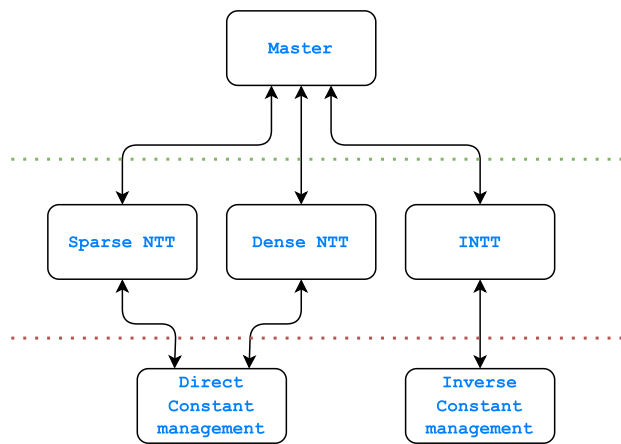 Master
Sparse NTT
Dense NTT
INTT
Direct
Constant
management
Inverse
Constant
management